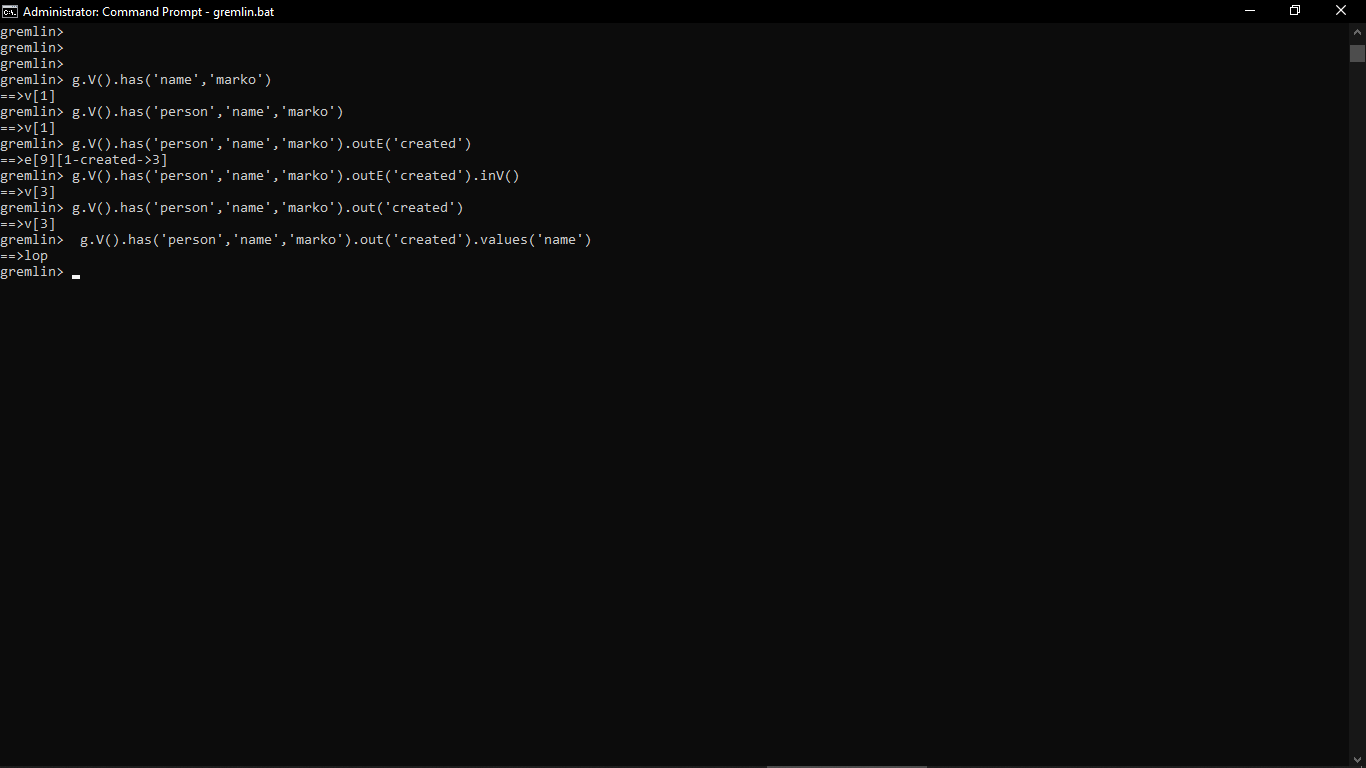 Administrator: Command Prompt - gremlin.bat
gremlin>
gremlin>
gremlin>
gremlin> g.V().has('name','marko')
==>v[1]
gremlin> g.V().has('person','name','marko')
==>v[1]
gremlin> g.V().has('person','name','marko').outE('created')
==>e[9][1-created->3]
gremlin> g.V().has('person','name','marko').outE('created').inV()
==>v[3]
gremlin> g.V().has('person','name','marko').out('created')
==>v[3]
gremlin>  g.V().has('person','name','marko').out('created').values('name')
==>lop
gremlin>